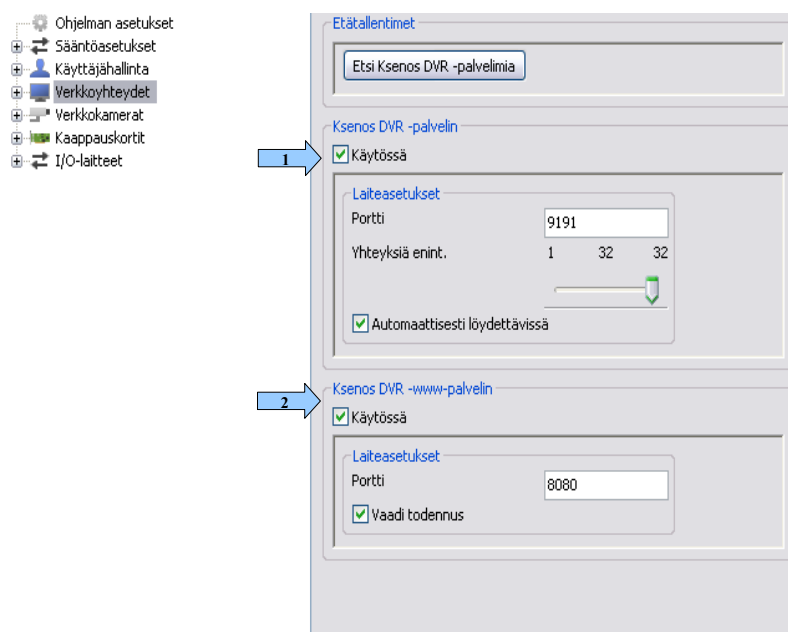 Ohjelman asetukset
Sääntöasetukset
Käyttäjähallinta
Verkkoyhteydet
Verkkokamerat
Kaappauskortit
I/O-laitteet
Etätallentimet
Etsi Ksenos DVR -palvelimia
Ksenos DVR -palvelin
1
Käytössä
Laiteasetukset
Portti 9191
Yhteyksiä enint. 1 32 32
Automaattisesti löydettävissä
Ksenos DVR -www-palvelin
2
Käytössä
Laiteasetukset
Portti 8080
Vaadi todennus